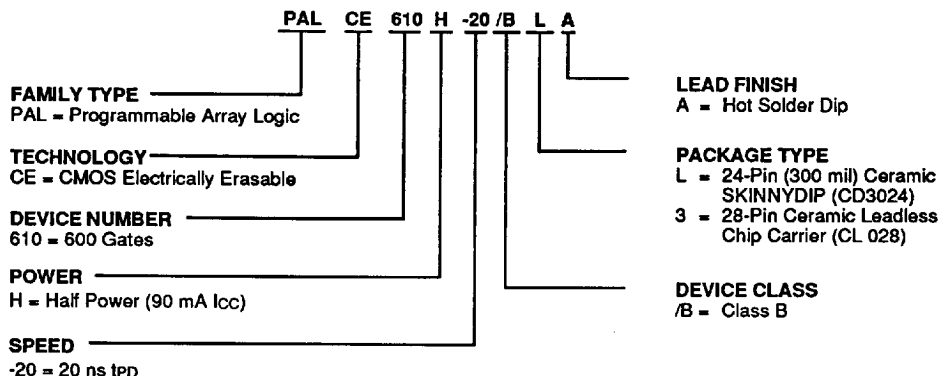 PAL CE 610 H -20 /B L A
FAMILY TYPE
PAL = Programmable Array Logic
TECHNOLOGY
CE = CMOS Electrically Erasable
DEVICE NUMBER
610 = 600 Gates
POWER
H = Half Power (90 mA ICC)
SPEED
-20 = 20 ns tPD
LEAD FINISH
A = Hot Solder Dip
PACKAGE TYPE
L = 24-Pin (300 mil) Ceramic
SKINNYDIP (CD3024)
3 = 28-Pin Ceramic Leadless
Chip Carrier (CL 028)
DEVICE CLASS
/B = Class B